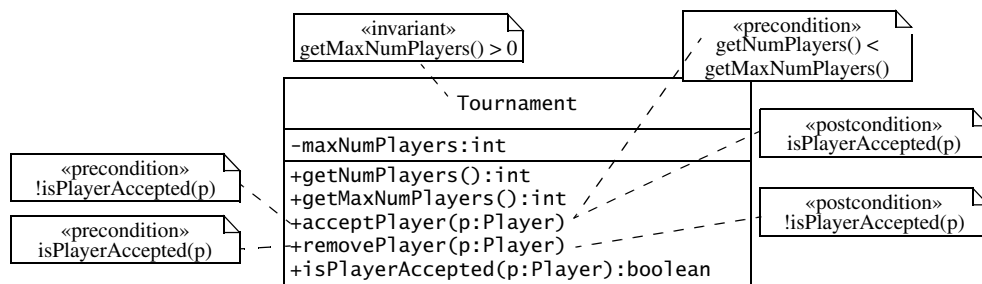 «invariant»
getMaxNumPlayers() > 0
«precondition»
getNumPlayers() <
getMaxNumPlayers()
Tournament
-maxNumPlayers:int
+getNumPlayers():int
+getMaxNumPlayers():int
+acceptPlayer(p:Player)
+removePlayer(p:Player)
+isPlayerAccepted(p:Player):boolean
«precondition»
!isPlayerAccepted(p)
«precondition»
isPlayerAccepted(p)
«postcondition»
isPlayerAccepted(p)
«postcondition»
!isPlayerAccepted(p)